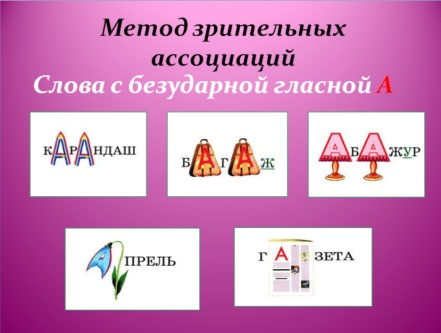 Метод зрительных
ассоциаций
Слова с безударной гласной А
КАРАНДАШ
БАГАЖ
АБАЖУР
АПРЕЛЬ
ГАЗЕТА